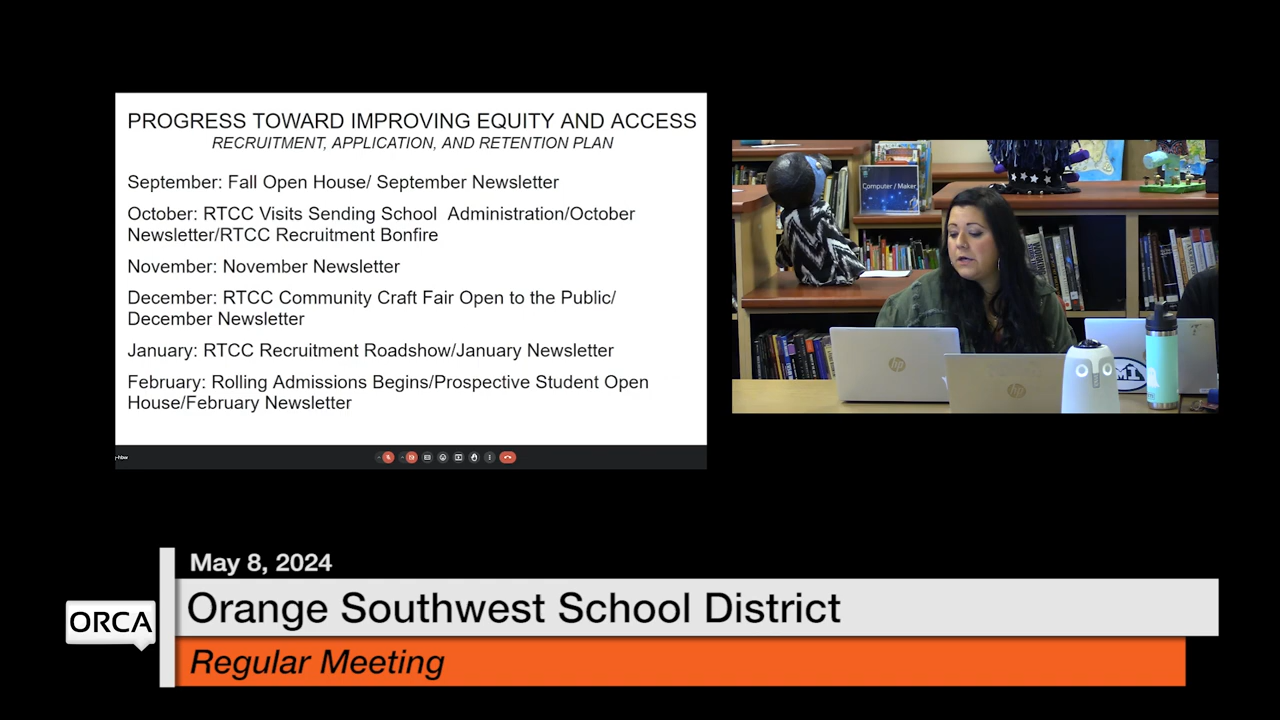 PROGRESS TOWARD IMPROVING EQUITY AND ACCESS
RECRUITMENT, APPLICATION, AND RETENTION PLAN
September: Fall Open House/ September Newsletter
October: RTCC Visits Sending School Administration/October
Newsletter/RTCC Recruitment Bonfire
November: November Newsletter
December: RTCC Community Craft Fair Open to the Public/
December Newsletter
January: RTCC Recruitment Roadshow/January Newsletter
February: Rolling Admissions Begins/Prospective Student Open
House/February Newsletter
Computer / Maker
hp
hp
May 8, 2024
Orange Southwest School District
ORCA
Regular Meeting